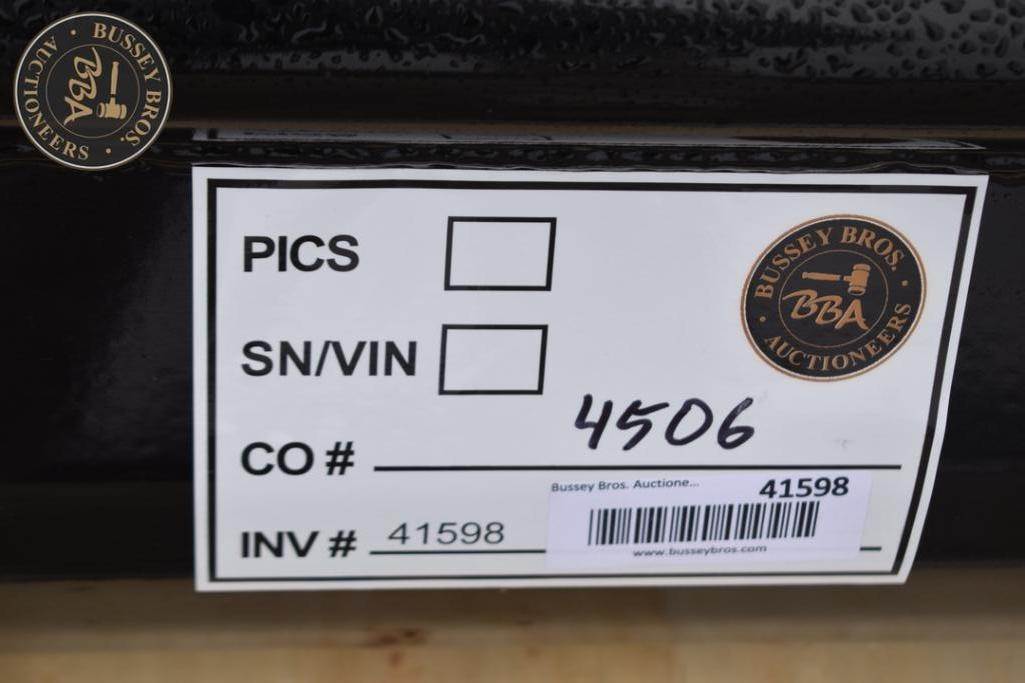 BUSSEY BROS. AUCTIONEERS
BBA
PICS
BUSSEY BROS. AUCTIONEERS
BBA
SN/VIN
CO # 4506
Bussey Bros. Auctione... 41598
INV # 41598
www.busseybros.com